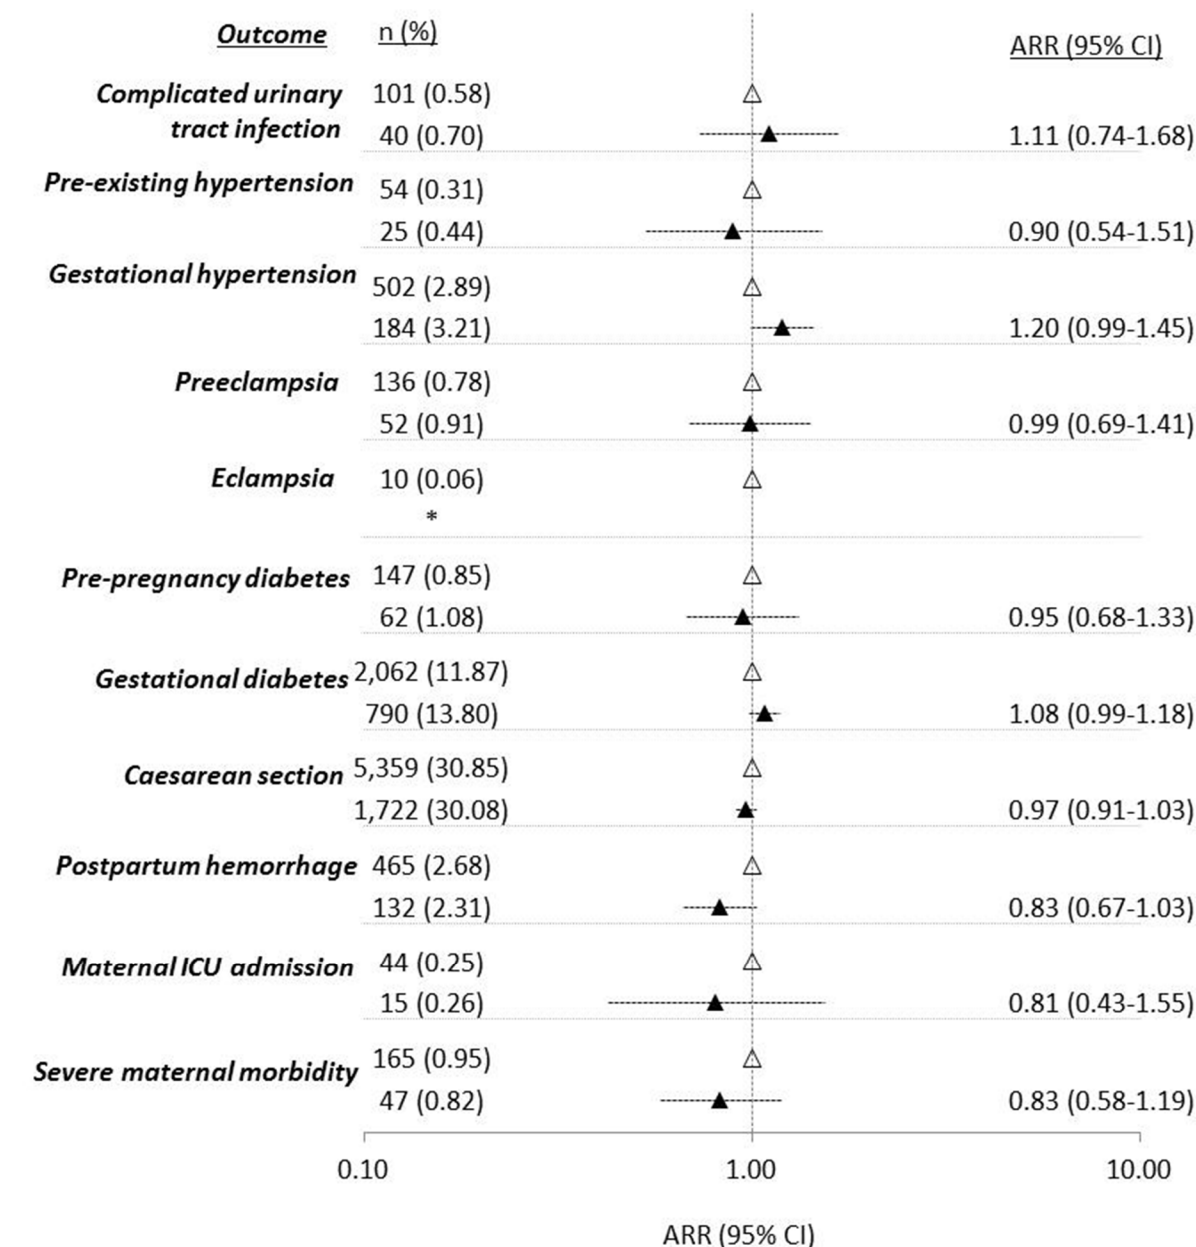 Outcome n (%) ARR (95% CI)
Complicated urinary 101 (0.58)
tract infection 40 (0.70) 1.11 (0.74-1.68)
Pre-existing hypertension 54 (0.31)
25 (0.44) 0.90 (0.54-1.51)
Gestational hypertension 502 (2.89)
184 (3.21) 1.20 (0.99-1.45)
Preeclampsia 136 (0.78)
52 (0.91) 0.99 (0.69-1.41)
Eclampsia 10 (0.06)
*
Pre-pregnancy diabetes 147 (0.85)
62 (1.08) 0.95 (0.68-1.33)
Gestational diabetes 2,062 (11.87)
790 (13.80) 1.08 (0.99-1.18)
Caesarean section 5,359 (30.85)
1,722 (30.08) 0.97 (0.91-1.03)
Postpartum hemorrhage 465 (2.68)
132 (2.31) 0.83 (0.67-1.03)
Maternal ICU admission 44 (0.25)
15 (0.26) 0.81 (0.43-1.55)
Severe maternal morbidity 165 (0.95)
47 (0.82) 0.83 (0.58-1.19)
0.10 1.00 10.00
ARR (95% CI)